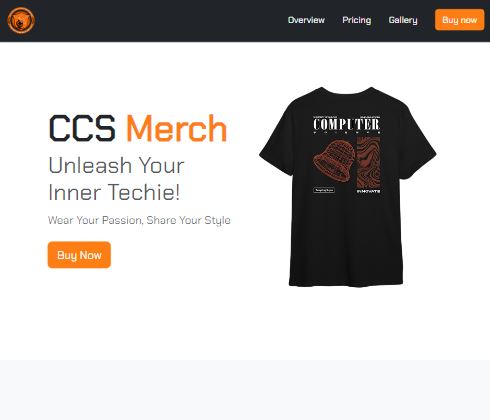 Overview Pricing Gallery Buy now
CCS Merch
Unleash Your
Inner Techie!
Wear Your Passion, Share Your Style
Buy Now
COMPUTER
INNOVATE